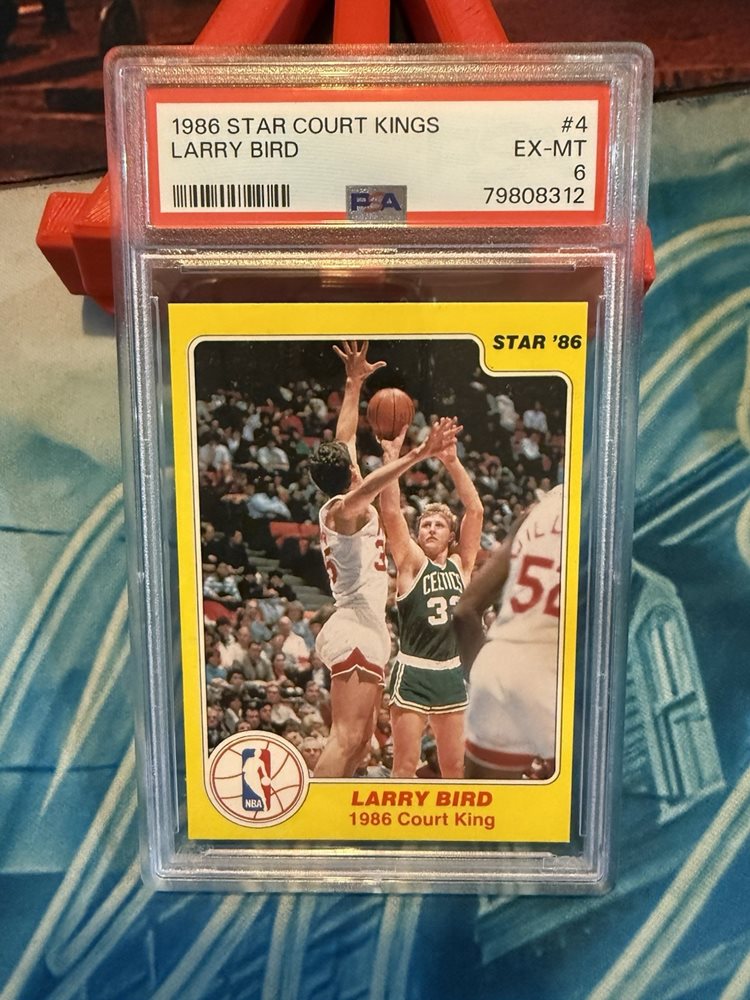 1986 STAR COURT KINGS #4
LARRY BIRD EX-MT
6
PSA 79808312
STAR '86
35
CELTICS
33
52
NBA
LARRY BIRD
1986 Court King